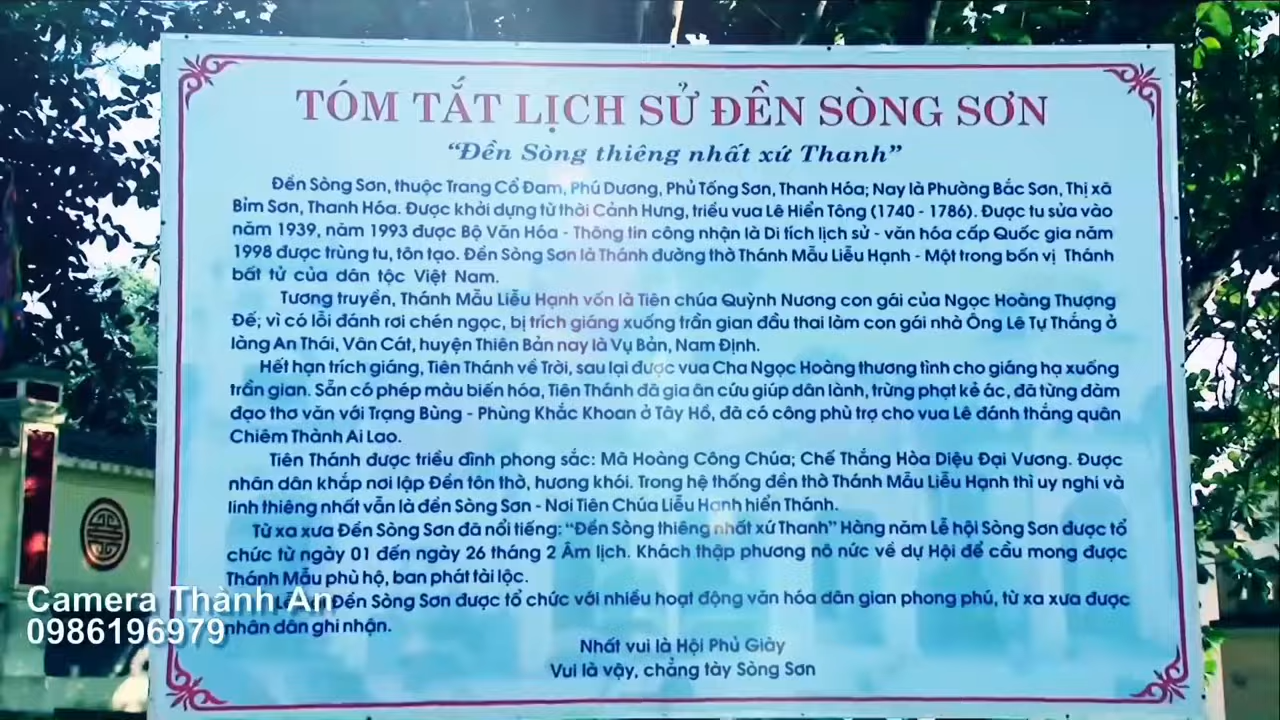 TÓM TẮT LỊCH SỬ ĐỀN SÒNG SƠN
“Đền Sòng thiêng nhất xứ Thanh”
Đền Sòng Sơn, thuộc Trang Cổ Đam, Phú Dương, Phủ Tống Sơn, Thanh Hóa; Nay là Phường Bắc Sơn, Thị xã
Bỉm Sơn, Thanh Hóa. Được khởi dựng từ thời Cảnh Hưng, triều vua Lê Hiển Tông (1740 - 1786). Được tu sửa vào
năm 1939, năm 1993 được Bộ Văn Hóa - Thông tin công nhận là Di tích lịch sử - văn hóa cấp Quốc gia năm
1998 được trùng tu, tôn tạo. Đền Sòng Sơn là Thánh đường thờ Thánh Mẫu Liễu Hạnh - Một trong bốn vị Thánh
bất tử của dân tộc Việt Nam.
Tương truyền, Thánh Mẫu Liễu Hạnh vốn là Tiên chúa Quỳnh Nương con gái của Ngọc Hoàng Thượng
Đế; vì có lỗi đánh rơi chén ngọc, bị trích giáng xuống trần gian đầu thai làm con gái nhà Ông Lê Tự Thắng ở
làng An Thái, Vân Cát, huyện Thiên Bản nay là Vụ Bản, Nam Định.
Hết hạn trích giáng, Tiên Thánh về Trời, sau lại được vua Cha Ngọc Hoàng thương tình cho giáng hạ xuống
trần gian. Sẵn có phép màu biến hóa, Tiên Thánh đã gia ân cứu giúp dân lành, trừng phạt kẻ ác, đã từng đàm
đạo thơ văn với Trạng Bùng - Phùng Khắc Khoan ở Tây Hồ, đã có công phù trợ cho vua Lê đánh thắng quân
Chiêm Thành Ai Lao.
Tiên Thánh được triều đình phong sắc: Mã Hoàng Công Chúa; Chế Thắng Hòa Diệu Đại Vương. Được
nhân dân khắp nơi lập Đền tôn thờ, hương khói. Trong hệ thống đền thờ Thánh Mẫu Liễu Hạnh thì uy nghi và
linh thiêng nhất vẫn là đền Sòng Sơn - Nơi Tiên Chúa Liễu Hạnh hiển Thánh.
Từ xa xưa Đền Sòng Sơn đã nổi tiếng: “Đền Sòng thiêng nhất xứ Thanh” Hàng năm Lễ hội Sòng Sơn được tổ
chức từ ngày 01 đến ngày 26 tháng 2 Âm lịch. Khách thập phương nô nức về dự Hội để cầu mong được
Thánh Mẫu phù hộ, ban phát tài lộc.
Đền Sòng Sơn được tổ chức với nhiều hoạt động văn hóa dân gian phong phú, từ xa xưa được
nhân dân ghi nhận.
Nhất vui là Hội Phủ Giày
Vui là vậy, chẳng tày Sòng Sơn
Camera Thành An
0986196979